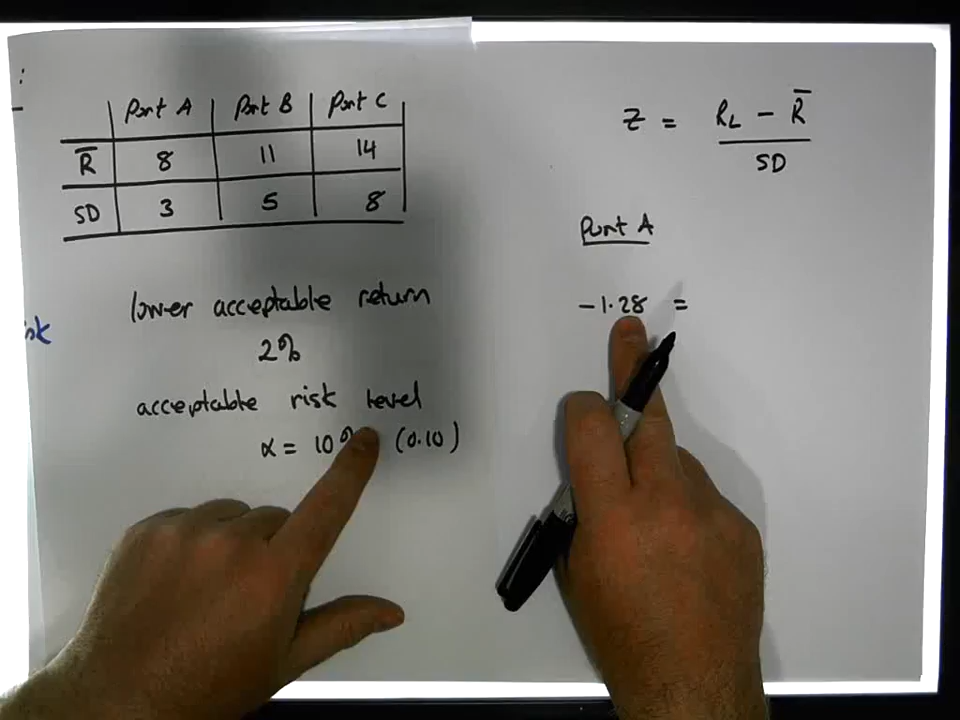 :
Port A Port B Port C
R̅ 8 11 14
SD 3 5 8
lower acceptable return
2%
acceptable risk level
α = 10% (0.10)
Z = RL - R̅
SD
Port A
-1.28 =